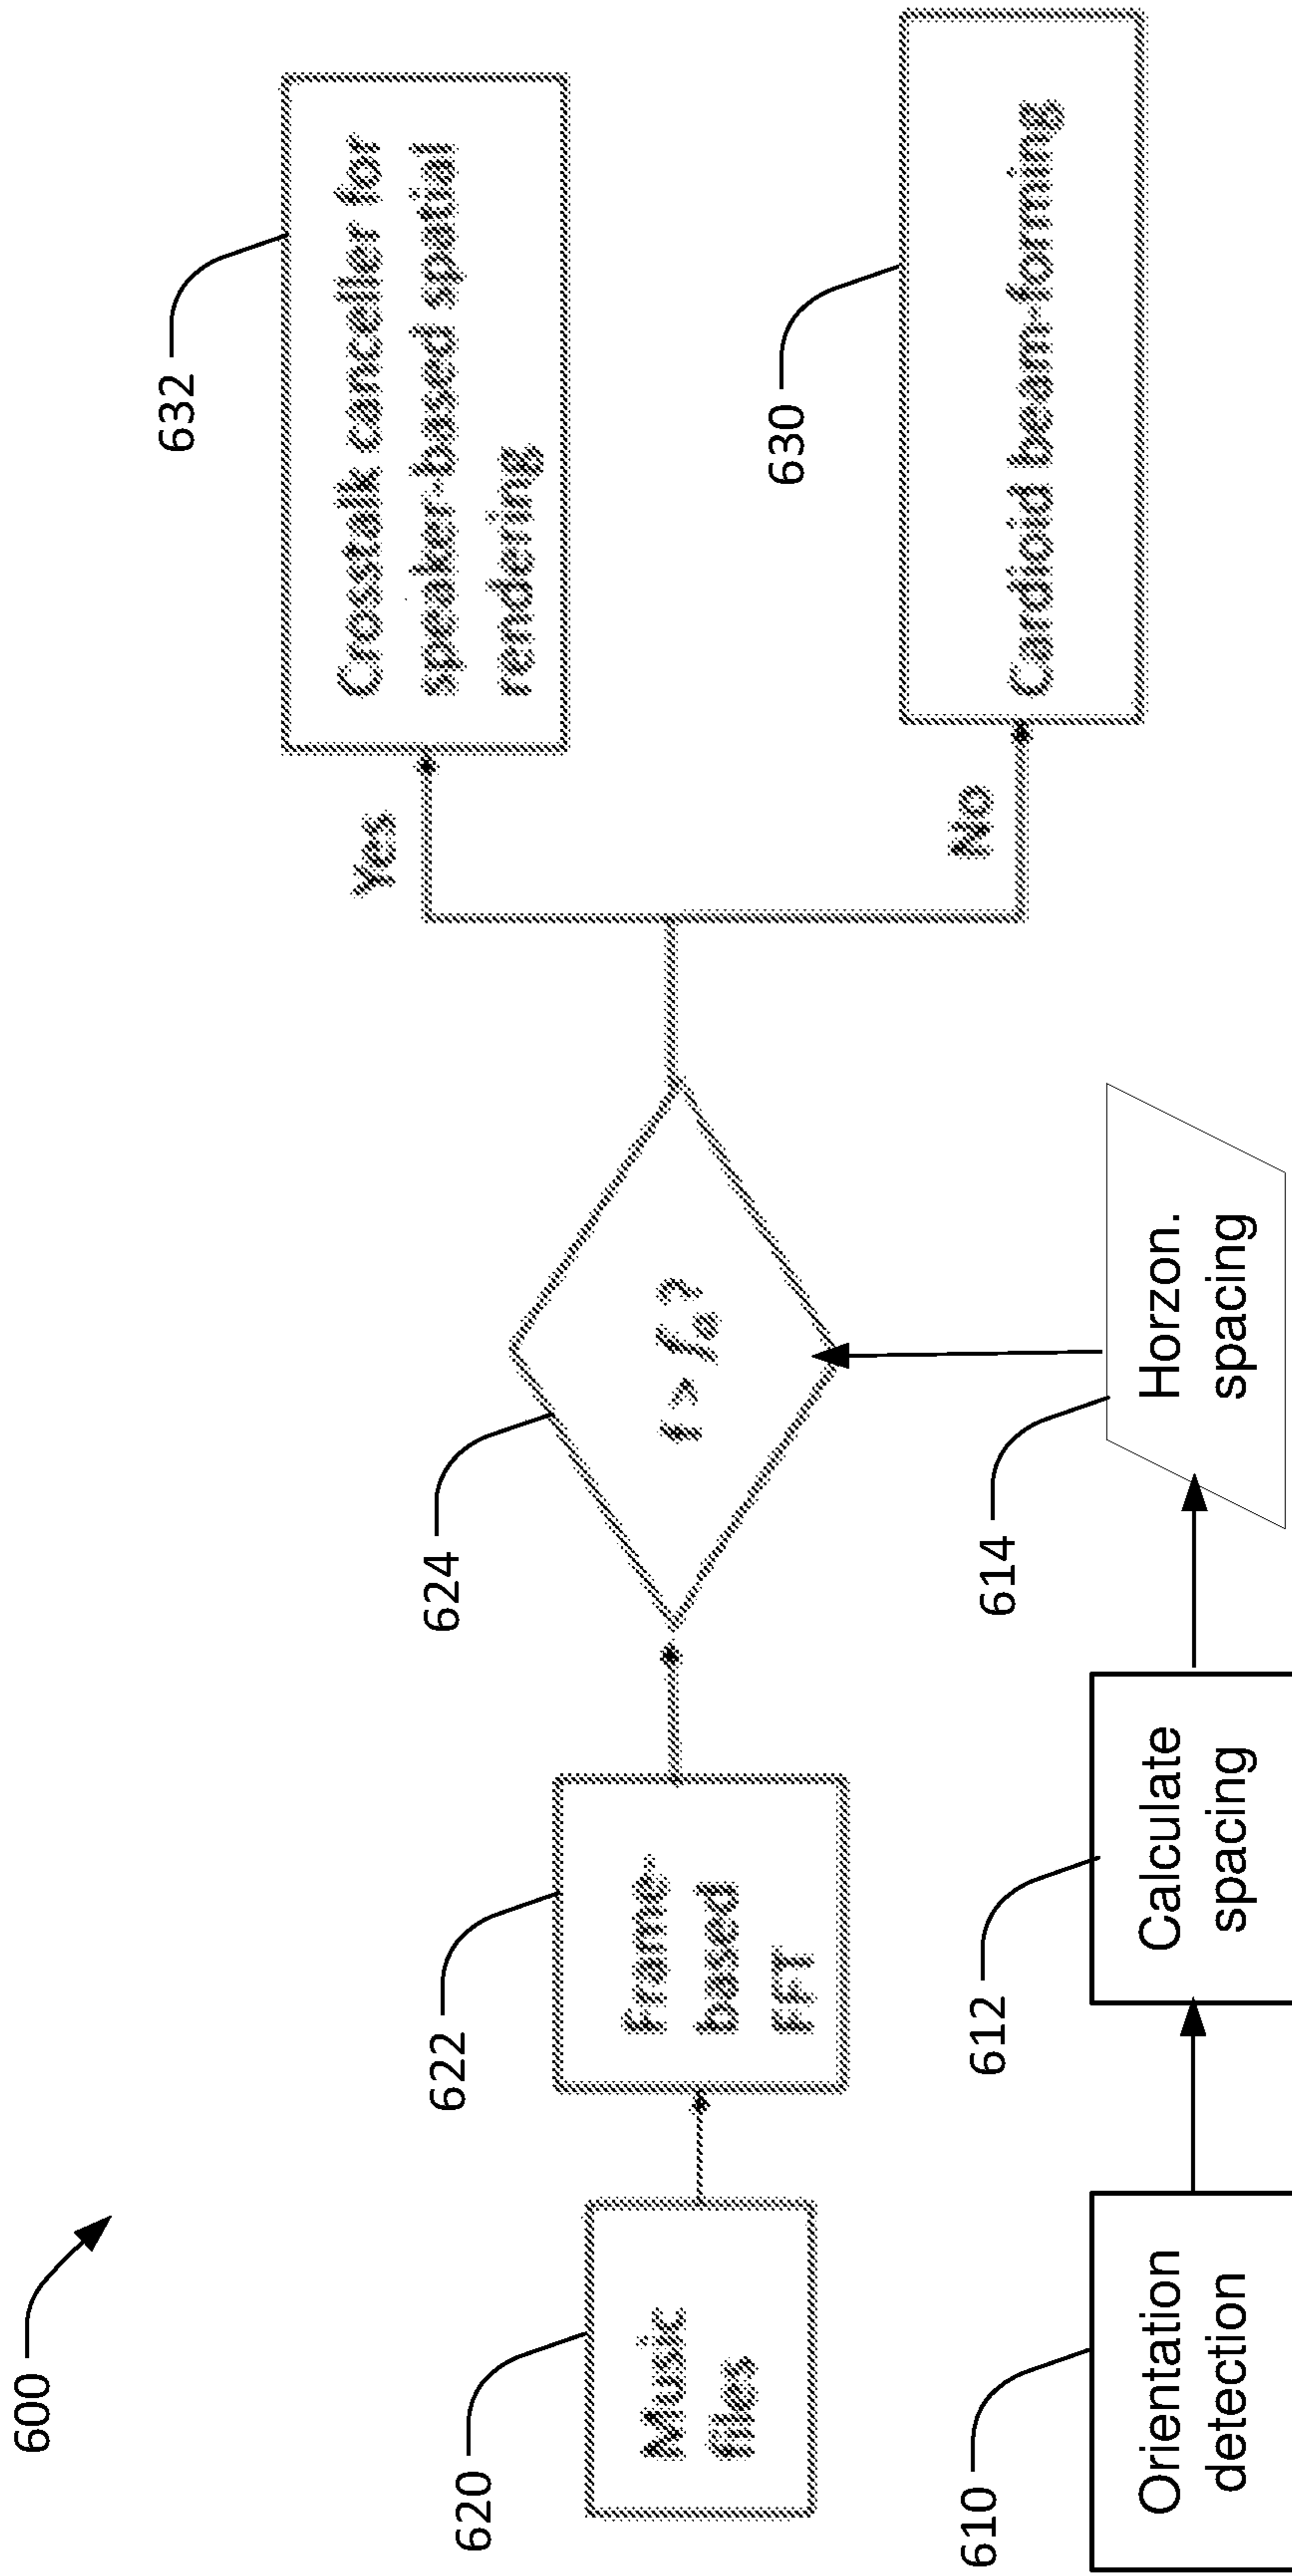 600
632
Crosstalk canceller for
speaker-based spatial
rendering
Yes
620
622
624
Music
files
Frame-
based
FFT
f > fa?
630
No
Cardioid beam-forming
610
612
614
Orientation
detection
Calculate
spacing
Horzon.
spacing